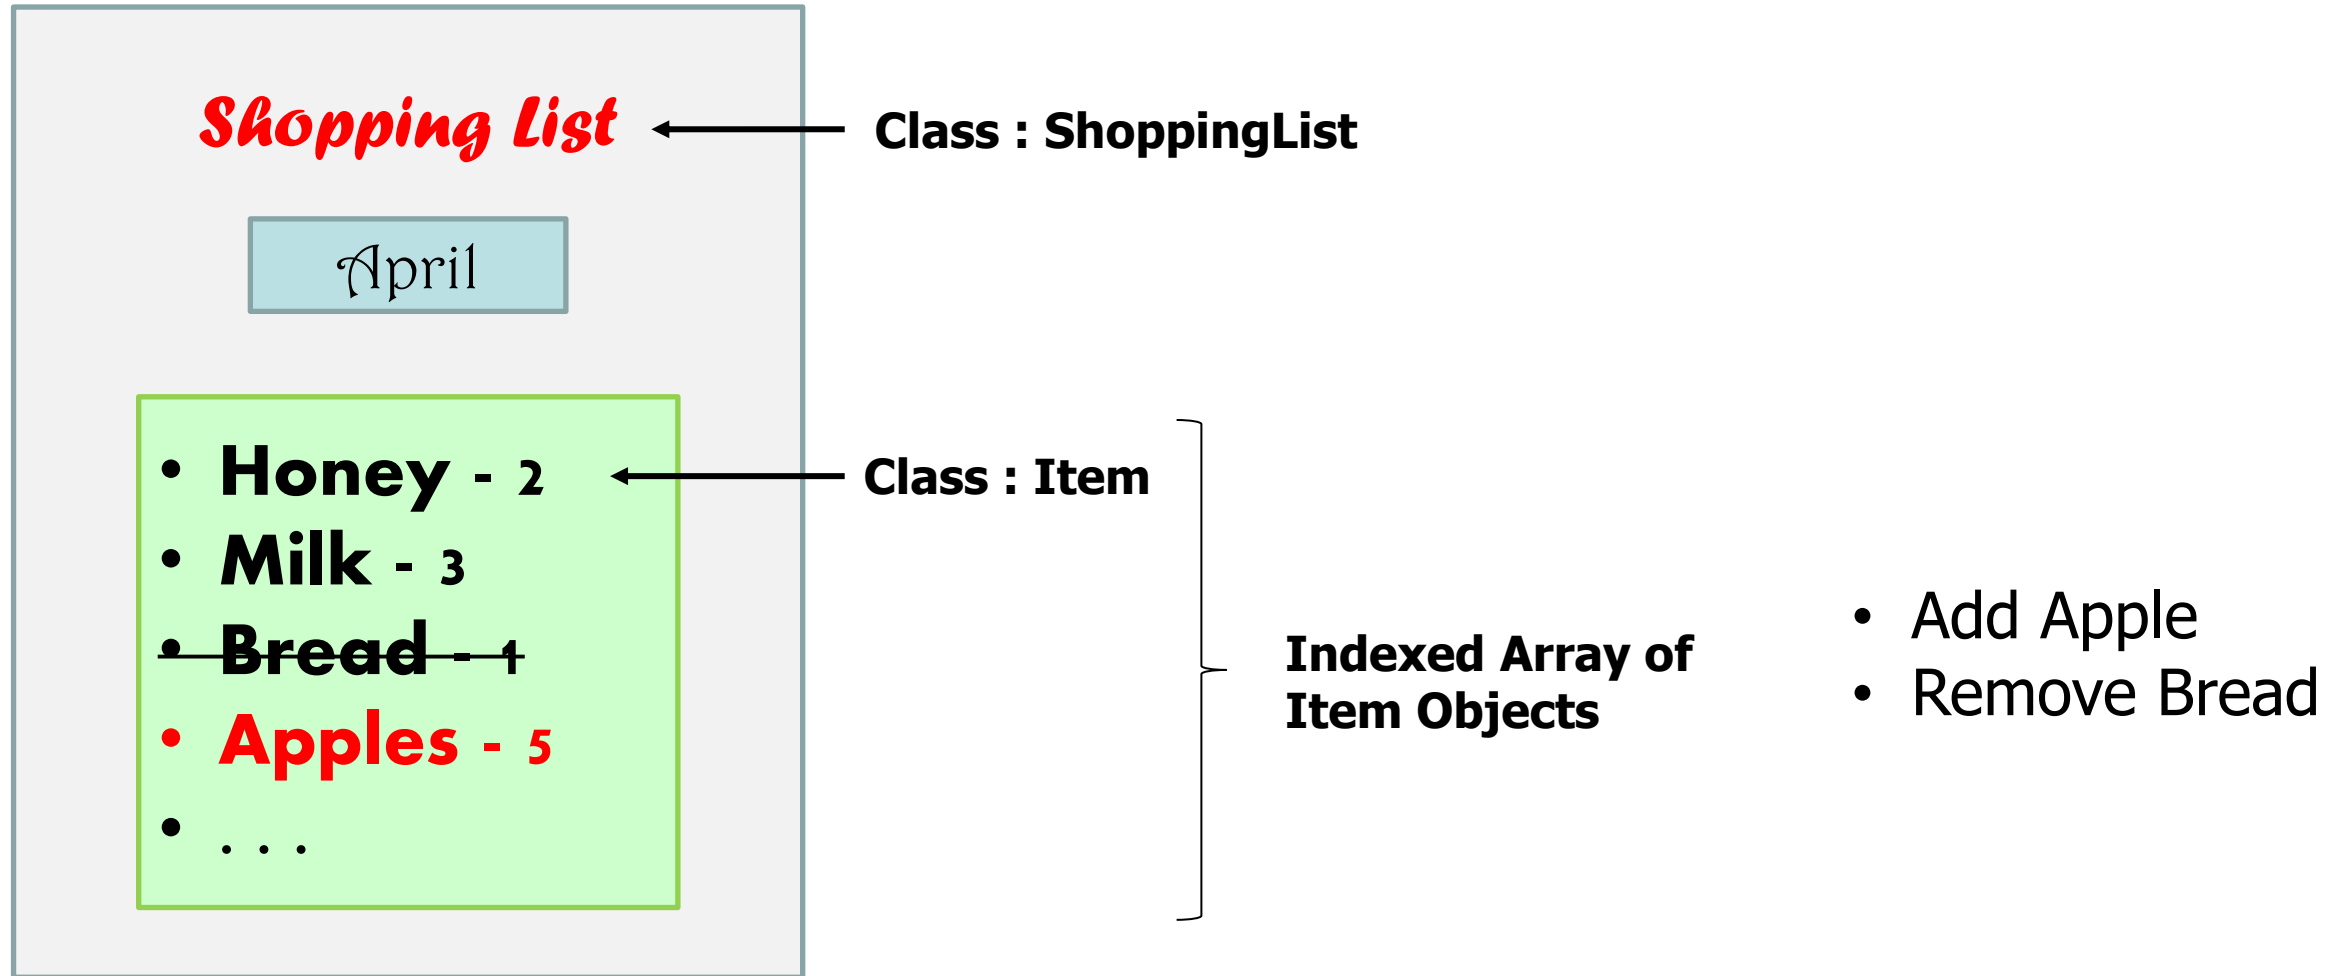 Shopping List
Class : ShoppingList
April
• Honey - 2
Class : Item
• Milk - 3
• Bread - 1
• Apples - 5
• . . .
Indexed Array of
Item Objects
• Add Apple
• Remove Bread